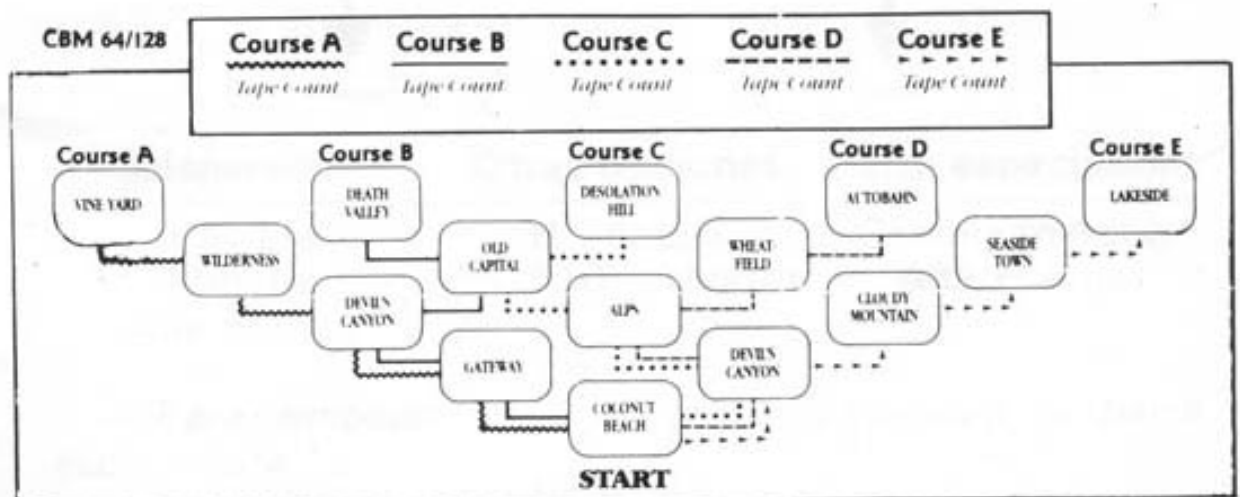 CBM 64/128
Course A Course B Course C Course D Course E
Tape Count Tape Count Tape Count Tape Count Tape Count
Course A Course B Course C Course D Course E
VINE YARD
DEATH
VALLEY
DESOLATION
HILL
AUTOBAHN
LAKESIDE
WILDERNESS
OLD
CAPITAL
WHEAT
FIELD
SEASIDE
TOWN
DEVILS
CANYON
ALPS
CLOUDY
MOUNTAIN
GATEWAY
DEVILS
CANYON
COCONUT
BEACH
START